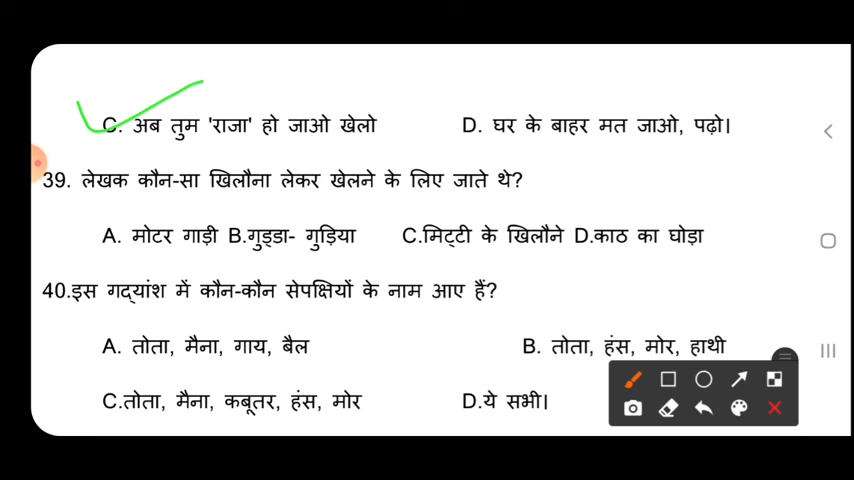 C. अब तुम 'राजा' हो जाओ खेलो D. घर के बाहर मत जाओ, पढ़ो।
39. लेखक कौन-सा खिलौना लेकर खेलने के लिए जाते थे?
A. मोटर गाड़ी B.गुड्डा- गुड़िया C.मिट्टी के खिलौने D.काठ का घोड़ा
40.इस गद्यांश में कौन-कौन सेपक्षियों के नाम आए हैं?
A. तोता, मैना, गाय, बैल B. तोता, हंस, मोर, हाथी
C.तोता, मैना, कबूतर, हंस, मोर D.ये सभी।